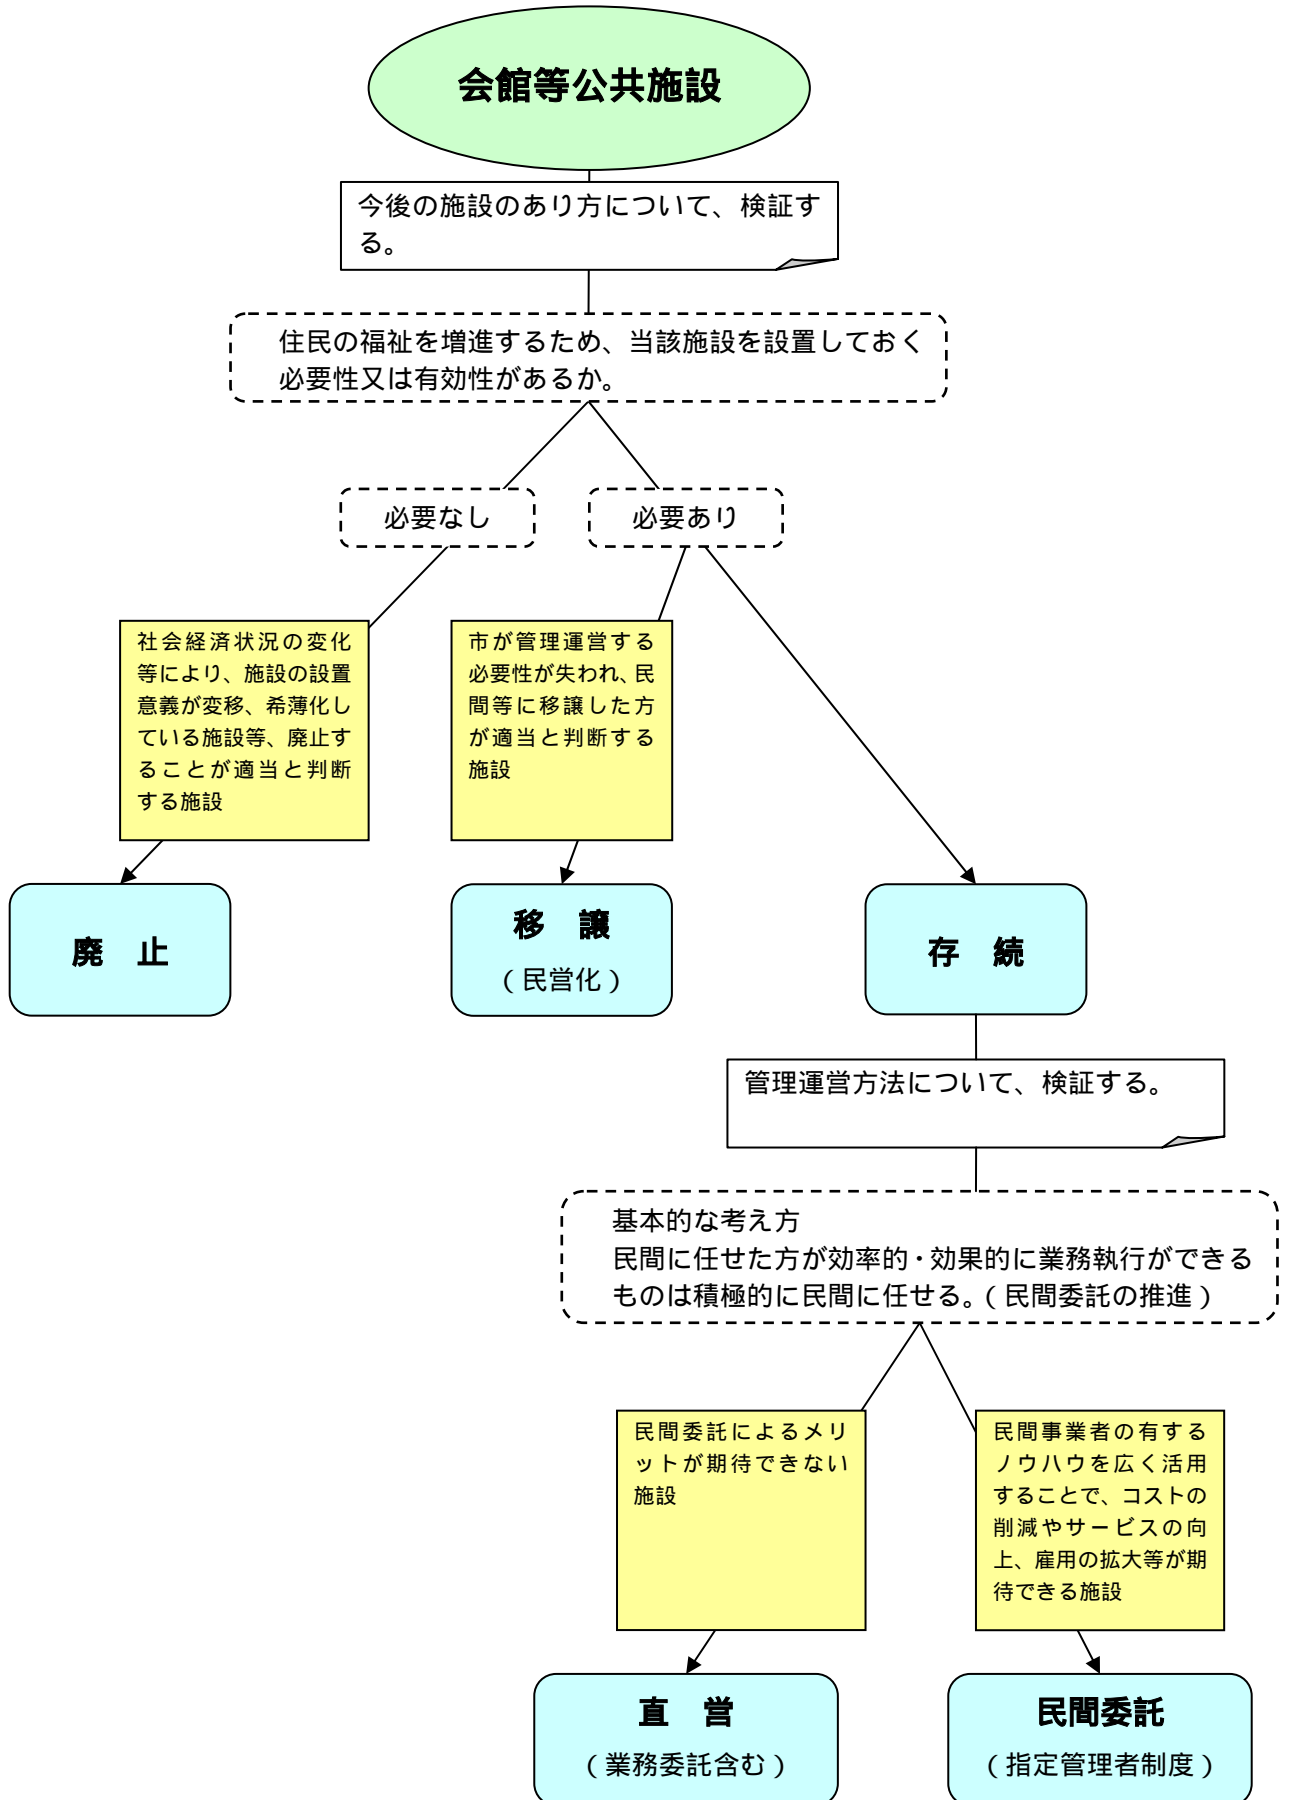 会館等公共施設
今後の施設のあり方について、検証す
る。
住民の福祉を増進するため、当該施設を設置しておく
必要性又は有効性があるか。
必要なし
必要あり
社会経済状況の変化
等により、施設の設置
意義が変移、希薄化し
ている施設等、廃止す
ることが適当と判断
する施設
市が管理運営する
必要性が失われ、民
間等に移譲した方
が適当と判断する
施設
廃　止
移　譲
（民営化）
存　続
管理運営方法について、検証する。
基本的な考え方
民間に任せた方が効率的・効果的に業務執行ができる
ものは積極的に民間に任せる。（民間委託の推進）
民間委託によるメリ
ットが期待できない
施設
民間事業者の有する
ノウハウを広く活用
することで、コストの
削減やサービスの向
上、雇用の拡大等が期
待できる施設
直　営
（業務委託含む）
民間委託
（指定管理者制度）